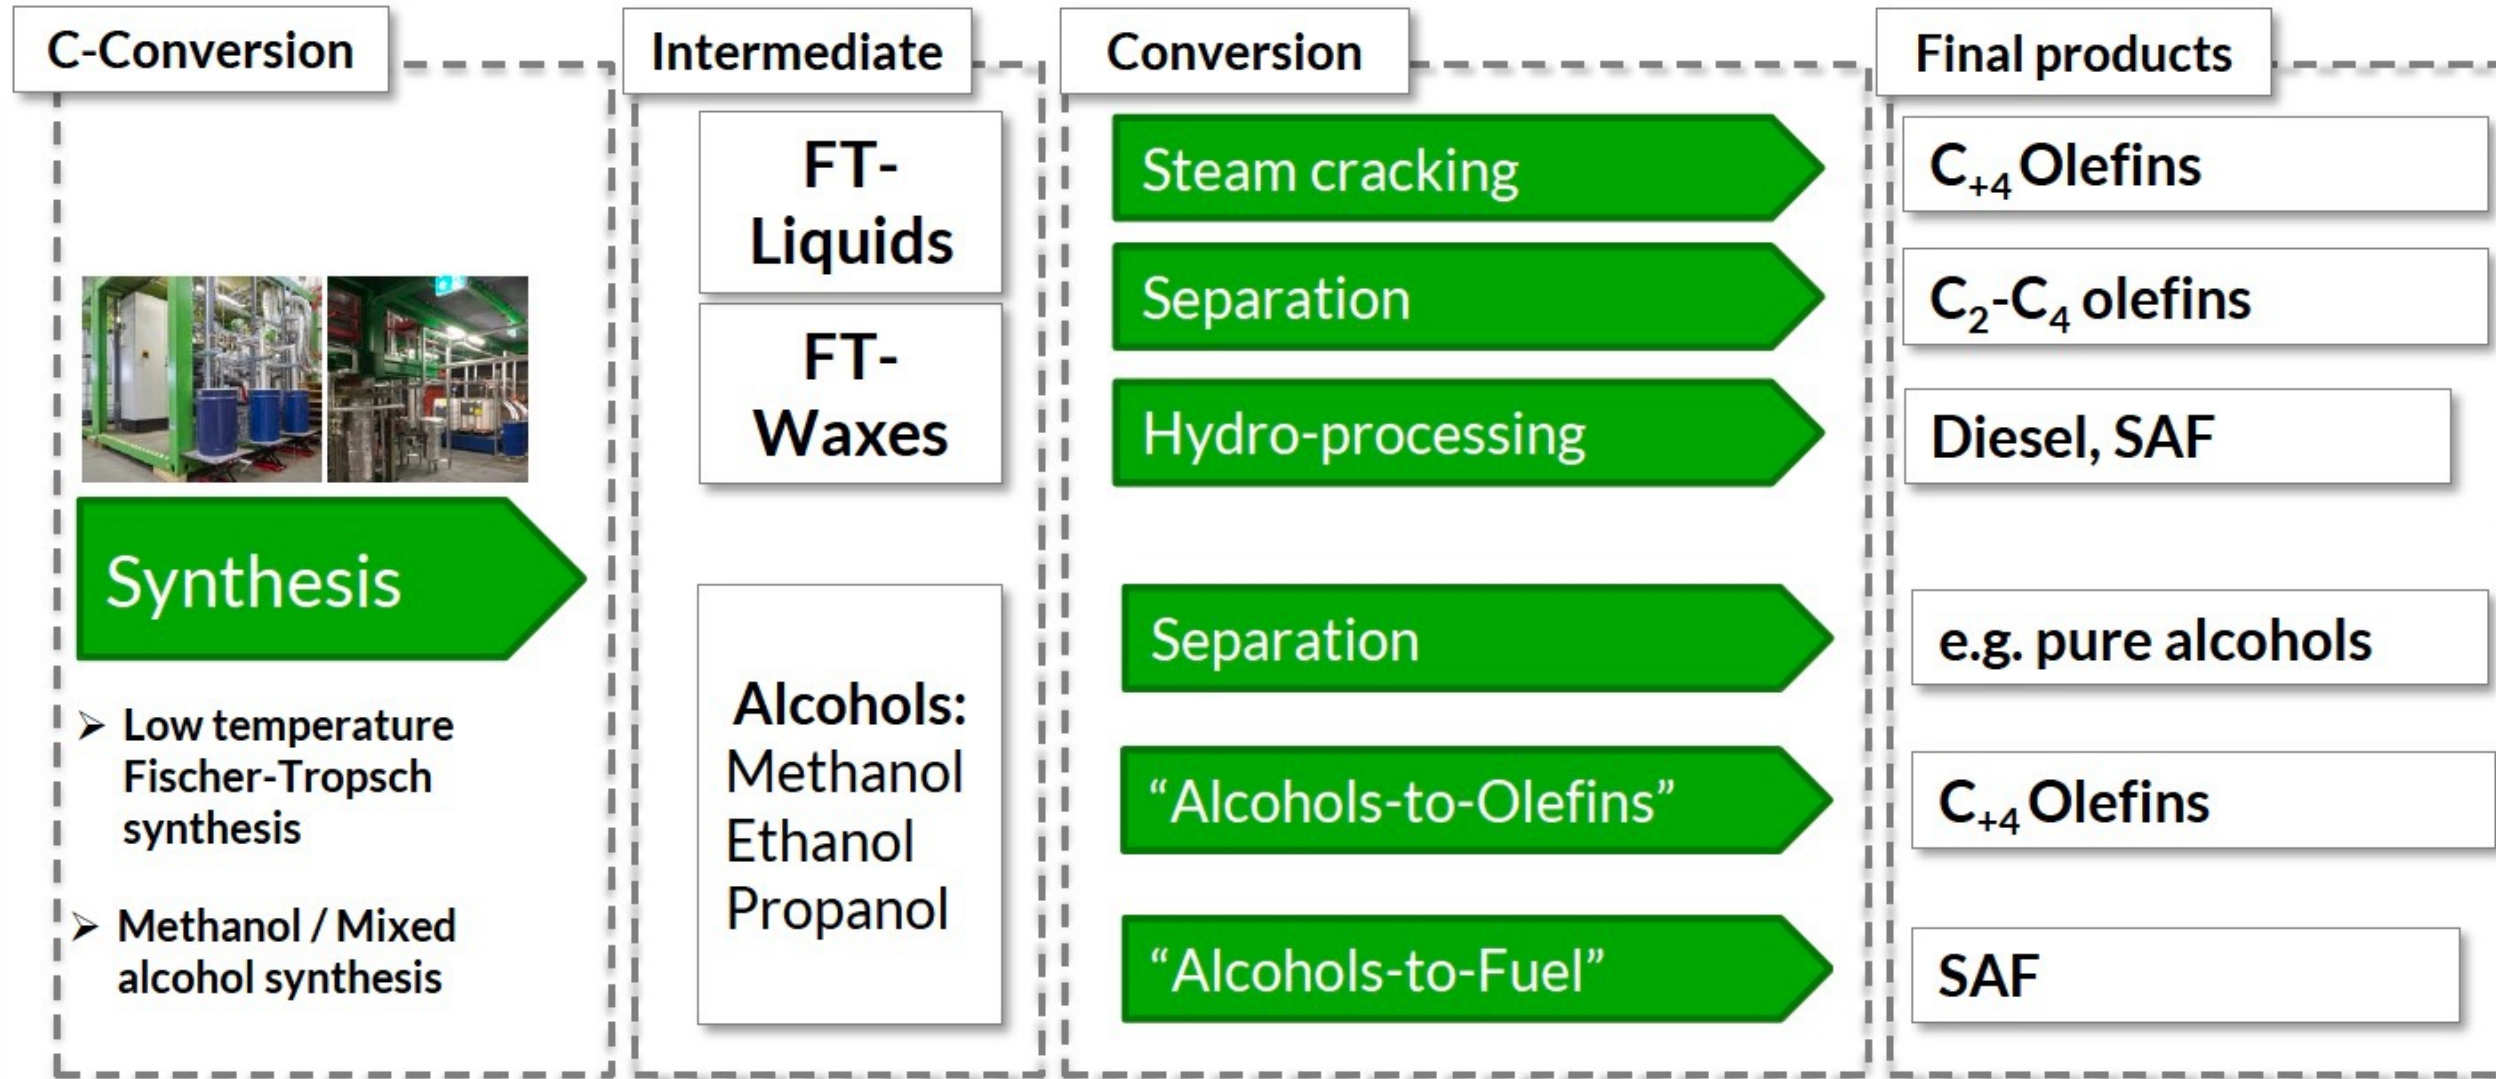 C-Conversion
Intermediate
Conversion
Final products
Synthesis
➢ Low temperature
Fischer-Tropsch
synthesis
➢ Methanol / Mixed
alcohol synthesis
FT-
Liquids
FT-
Waxes
Alcohols:
Methanol
Ethanol
Propanol
Steam cracking
Separation
Hydro-processing
Separation
“Alcohols-to-Olefins”
“Alcohols-to-Fuel”
C₊₄ Olefins
C₂-C₄ olefins
Diesel, SAF
e.g. pure alcohols
C₊₄ Olefins
SAF